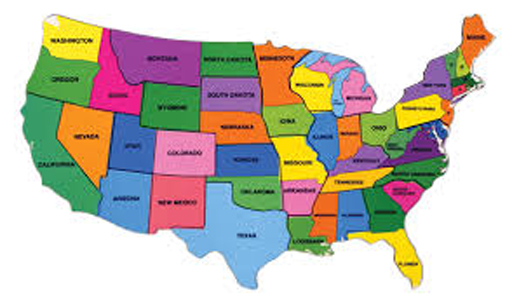 WASHINGTON
MONTANA
NORTH DAKOTA
MINNESOTA
MAINE
OREGON
IDAHO
WYOMING
SOUTH DAKOTA
WISCONSIN
MICHIGAN
NEW YORK
NEVADA
UTAH
COLORADO
NEBRASKA
IOWA
ILLINOIS
INDIANA
OHIO
PENNSYLVANIA
CALIFORNIA
KANSAS
MISSOURI
KENTUCKY
VIRGINIA
ARIZONA
NEW MEXICO
OKLAHOMA
ARKANSAS
TENNESSEE
NORTH CAROLINA
SOUTH CAROLINA
TEXAS
LOUISIANA
MISSISSIPPI
ALABAMA
GEORGIA
FLORIDA